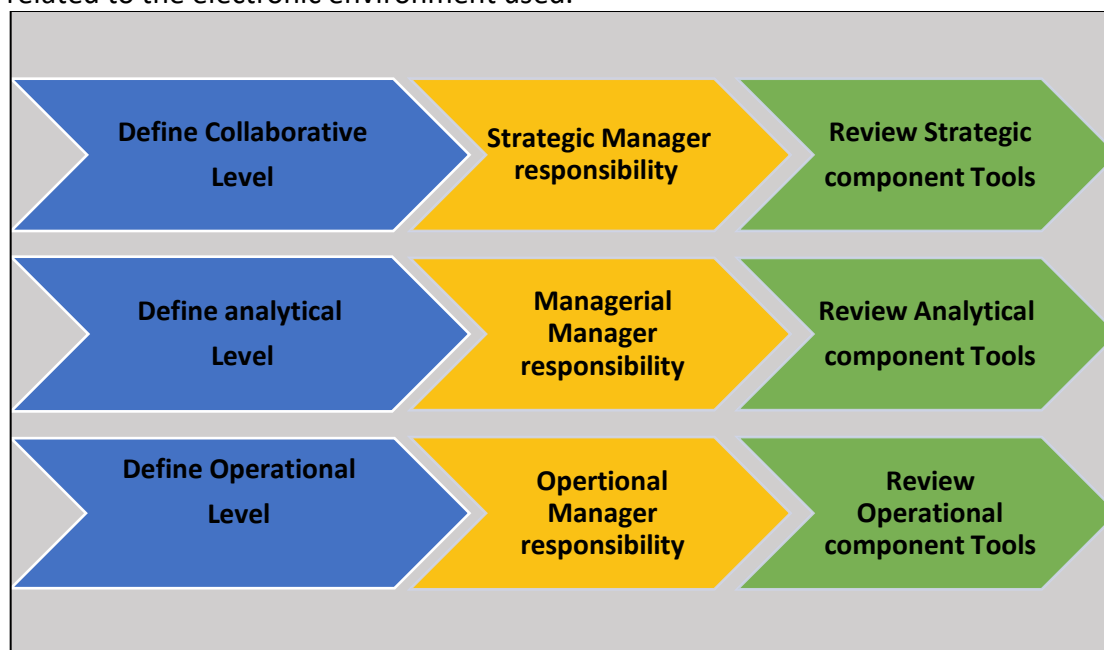 related to the electronic environment used.
Define Collaborative
Level
Strategic Manager
responsibility
Review Strategic
component Tools
Define analytical
Level
Managerial
Manager
responsibility
Review Analytical
component Tools
Define Operational
Level
Opertional
Manager
responsibility
Review
Operational
component Tools